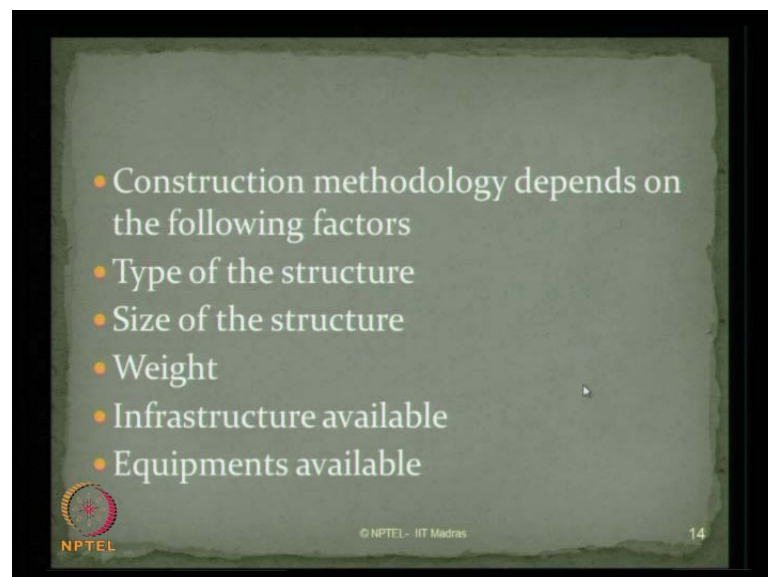 • Construction methodology depends on
the following factors
• Type of the structure
• Size of the structure
• Weight
• Infrastructure available
• Equipments available
NPTEL
© NPTEL- IIT Madras
14